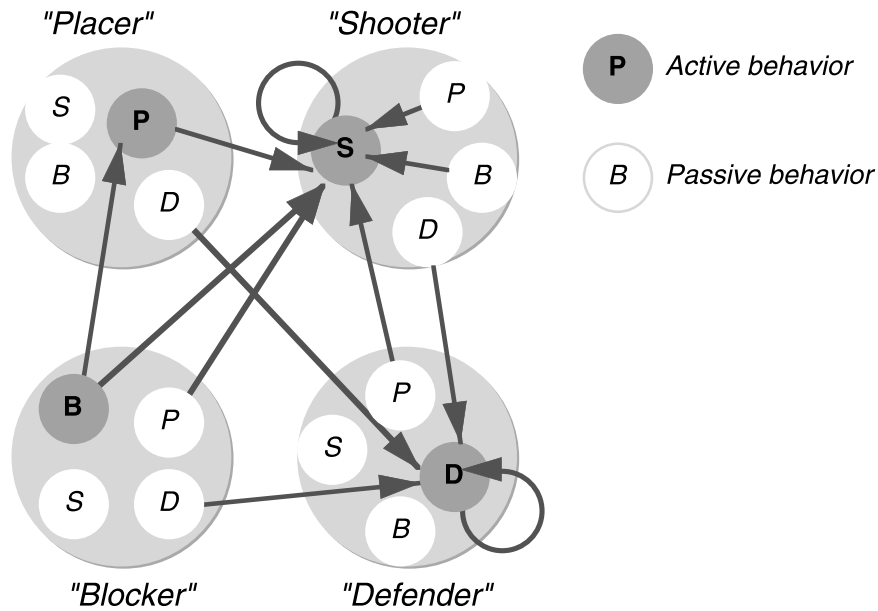 "Placer"
"Shooter"
P
Active behavior
B
Passive behavior
S
P
B
D
S
P
B
D
B
P
S
D
P
S
D
B
"Blocker"
"Defender"